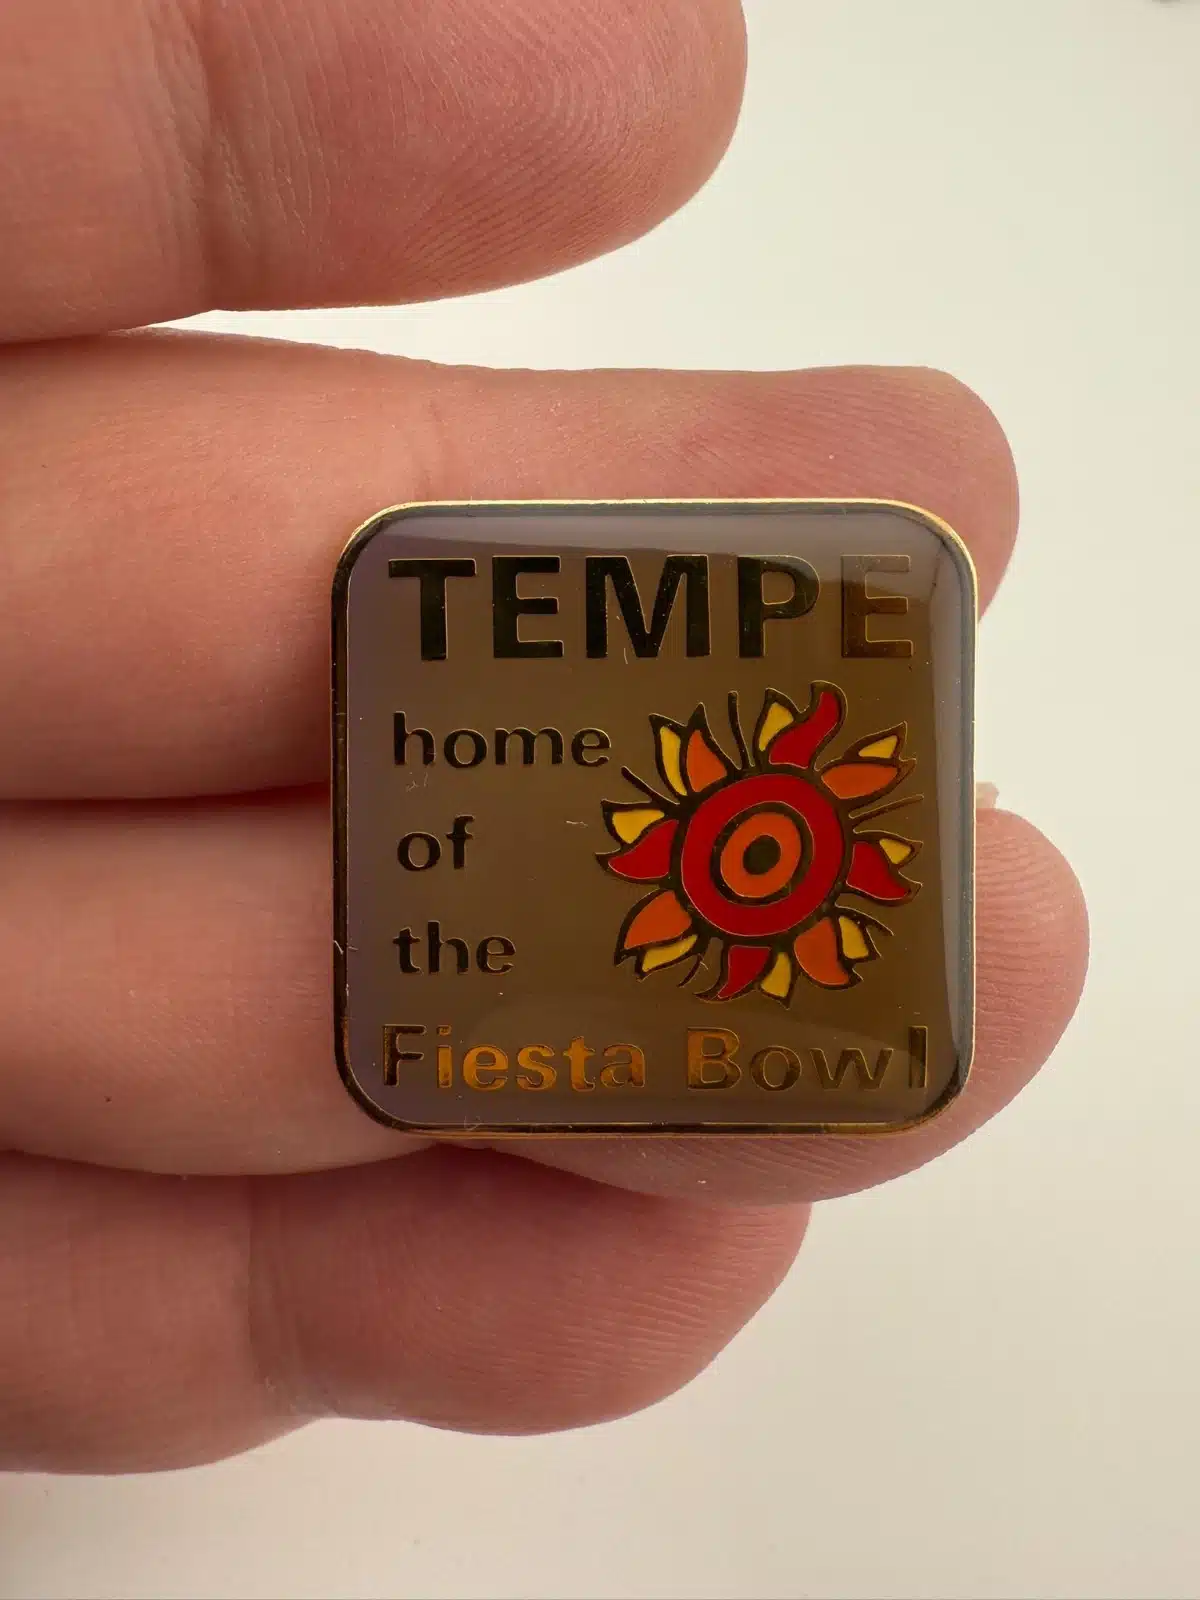 TEMPE
home
of
the
Fiesta Bowl